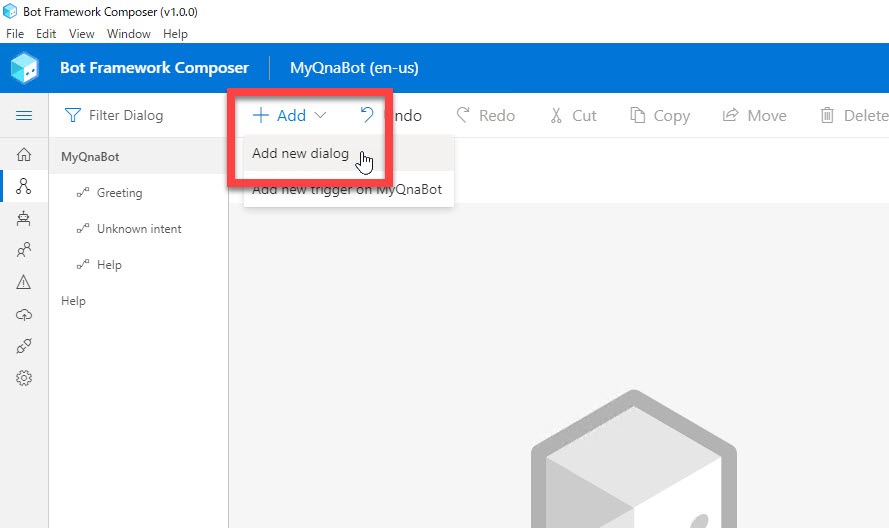 Bot Framework Composer (v1.0.0)
File Edit View Window Help
Bot Framework Composer MyQnaBot (en-us)
Filter Dialog
Add ndo Redo Cut Copy Move Delete
MyQnaBot
Add new dialog
Greeting
Add new trigger on MyQnaBot
Unknown intent
Help
Help